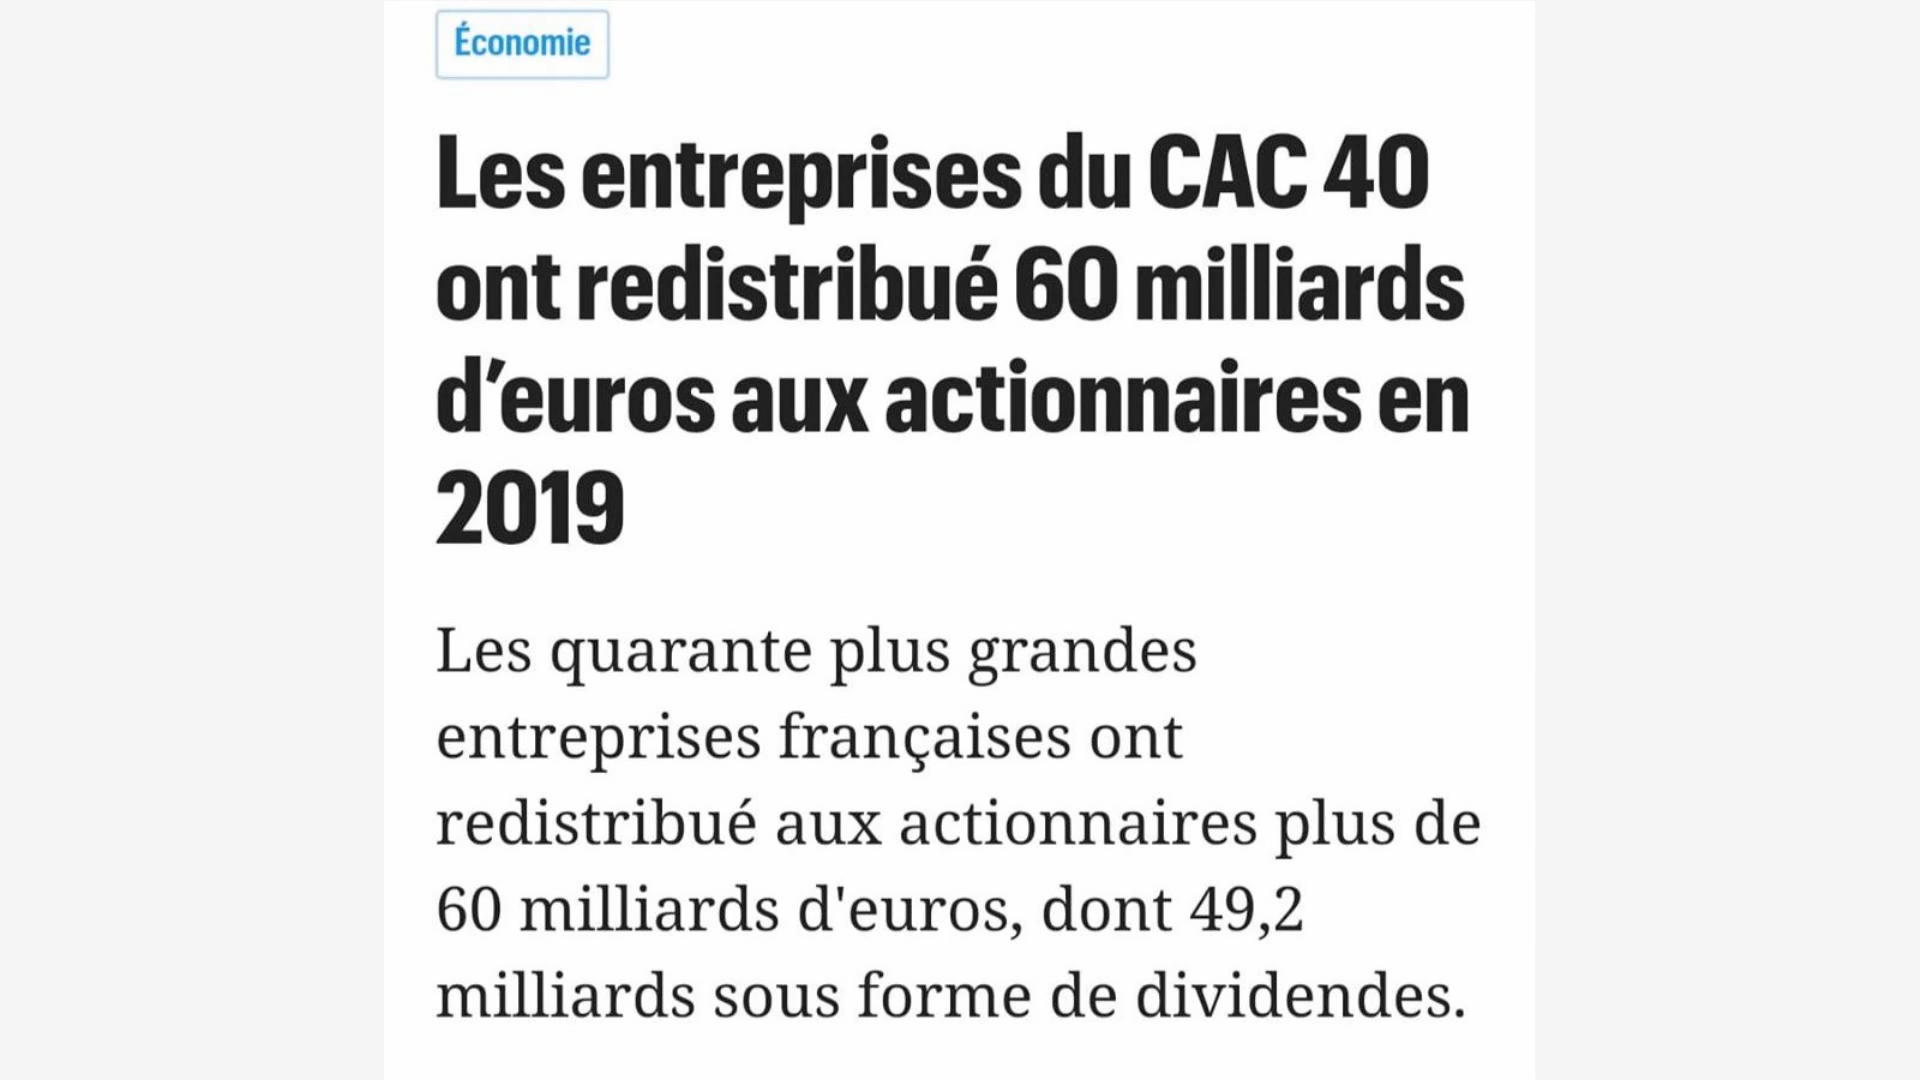 Économie
Les entreprises du CAC 40
ont redistribué 60 milliards
d’euros aux actionnaires en
2019
Les quarante plus grandes
entreprises françaises ont
redistribué aux actionnaires plus de
60 milliards d'euros, dont 49,2
milliards sous forme de dividendes.